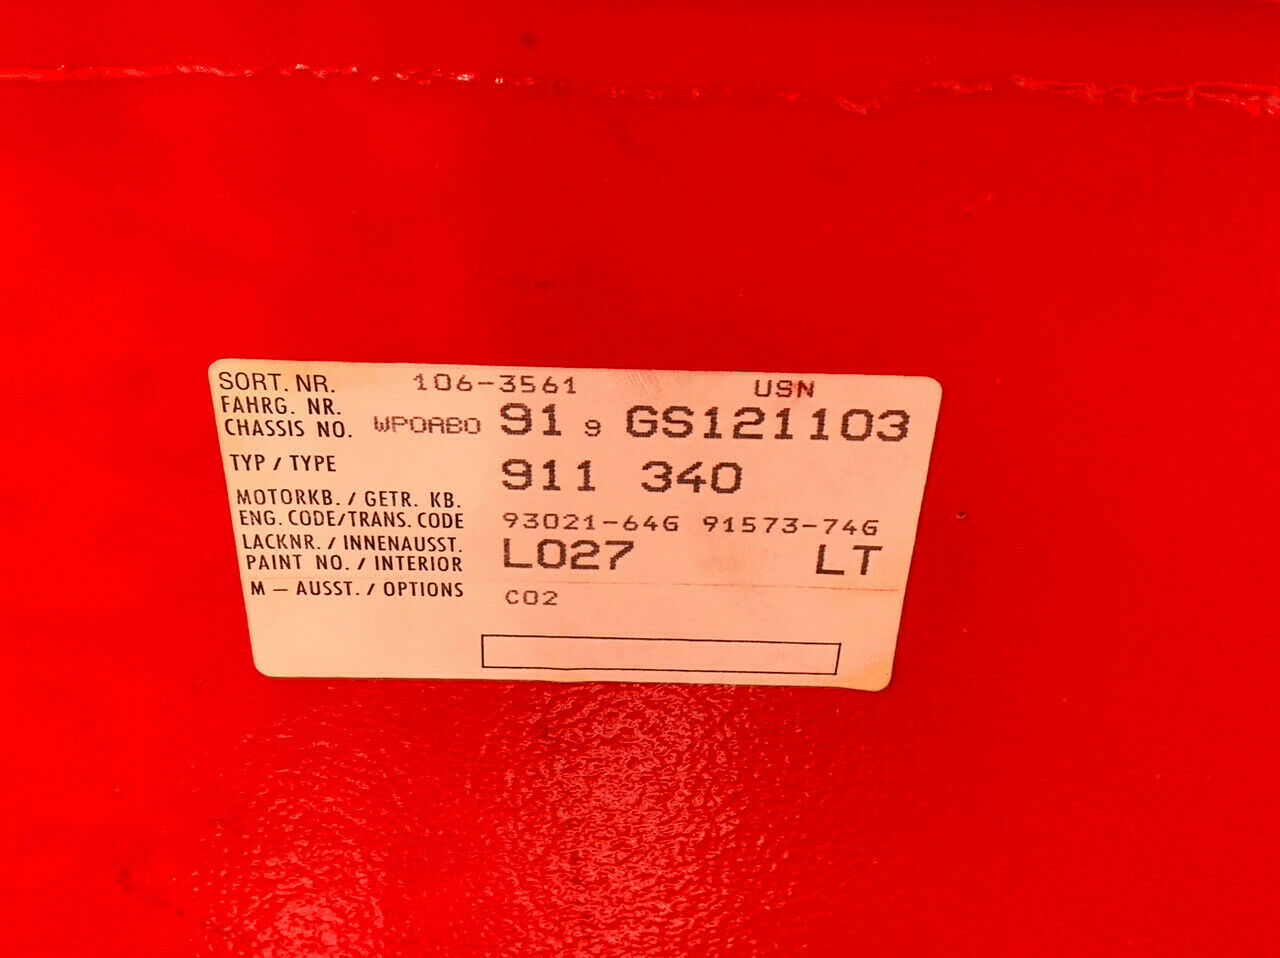 SORT. NR. 106-3561 USN
FAHRG. NR.
CHASSIS NO. WP0AB0 91 9 GS121103
TYP / TYPE 911 340
MOTORKB. / GETR. KB.
ENG. CODE/TRANS. CODE 93021-64G 91573-74G
LACKNR. / INNENAUSST.
PAINT NO. / INTERIOR L027 LT
M – AUSST. / OPTIONS C02